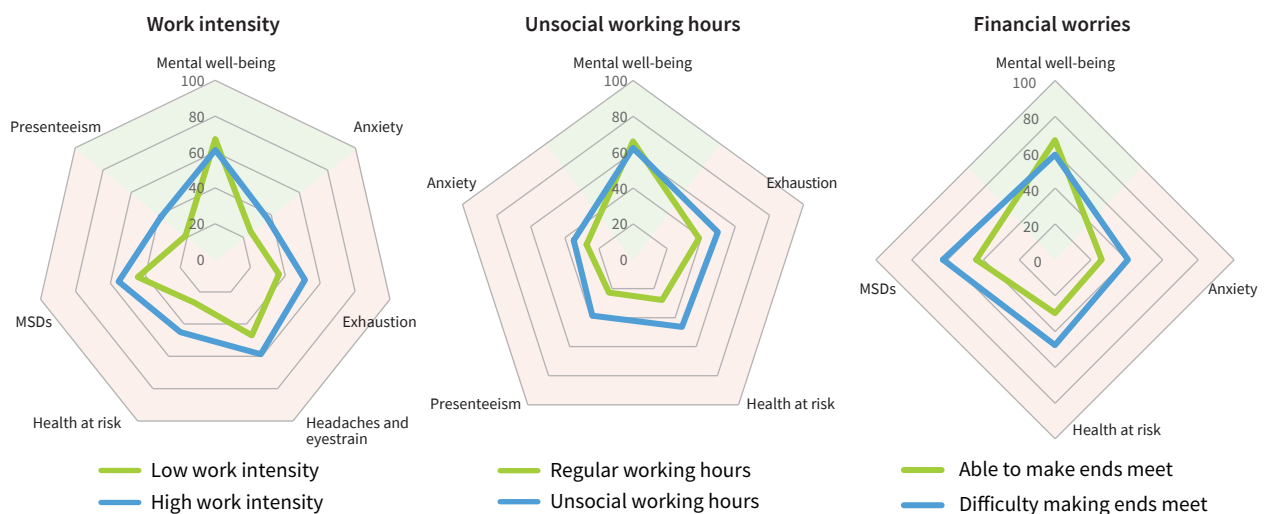 Work intensity
Mental well-being
100
80
60
40
20
0
Presenteeism
Anxiety
MSDs
Exhaustion
Health at risk
Headaches and
eyestrain
Low work intensity
High work intensity
Unsocial working hours
Mental well-being
100
80
60
40
20
0
Anxiety
Exhaustion
Presenteeism
Health at risk
Regular working hours
Unsocial working hours
Financial worries
Mental well-being
100
80
60
40
20
0
MSDs
Anxiety
Health at risk
Able to make ends meet
Difficulty making ends meet